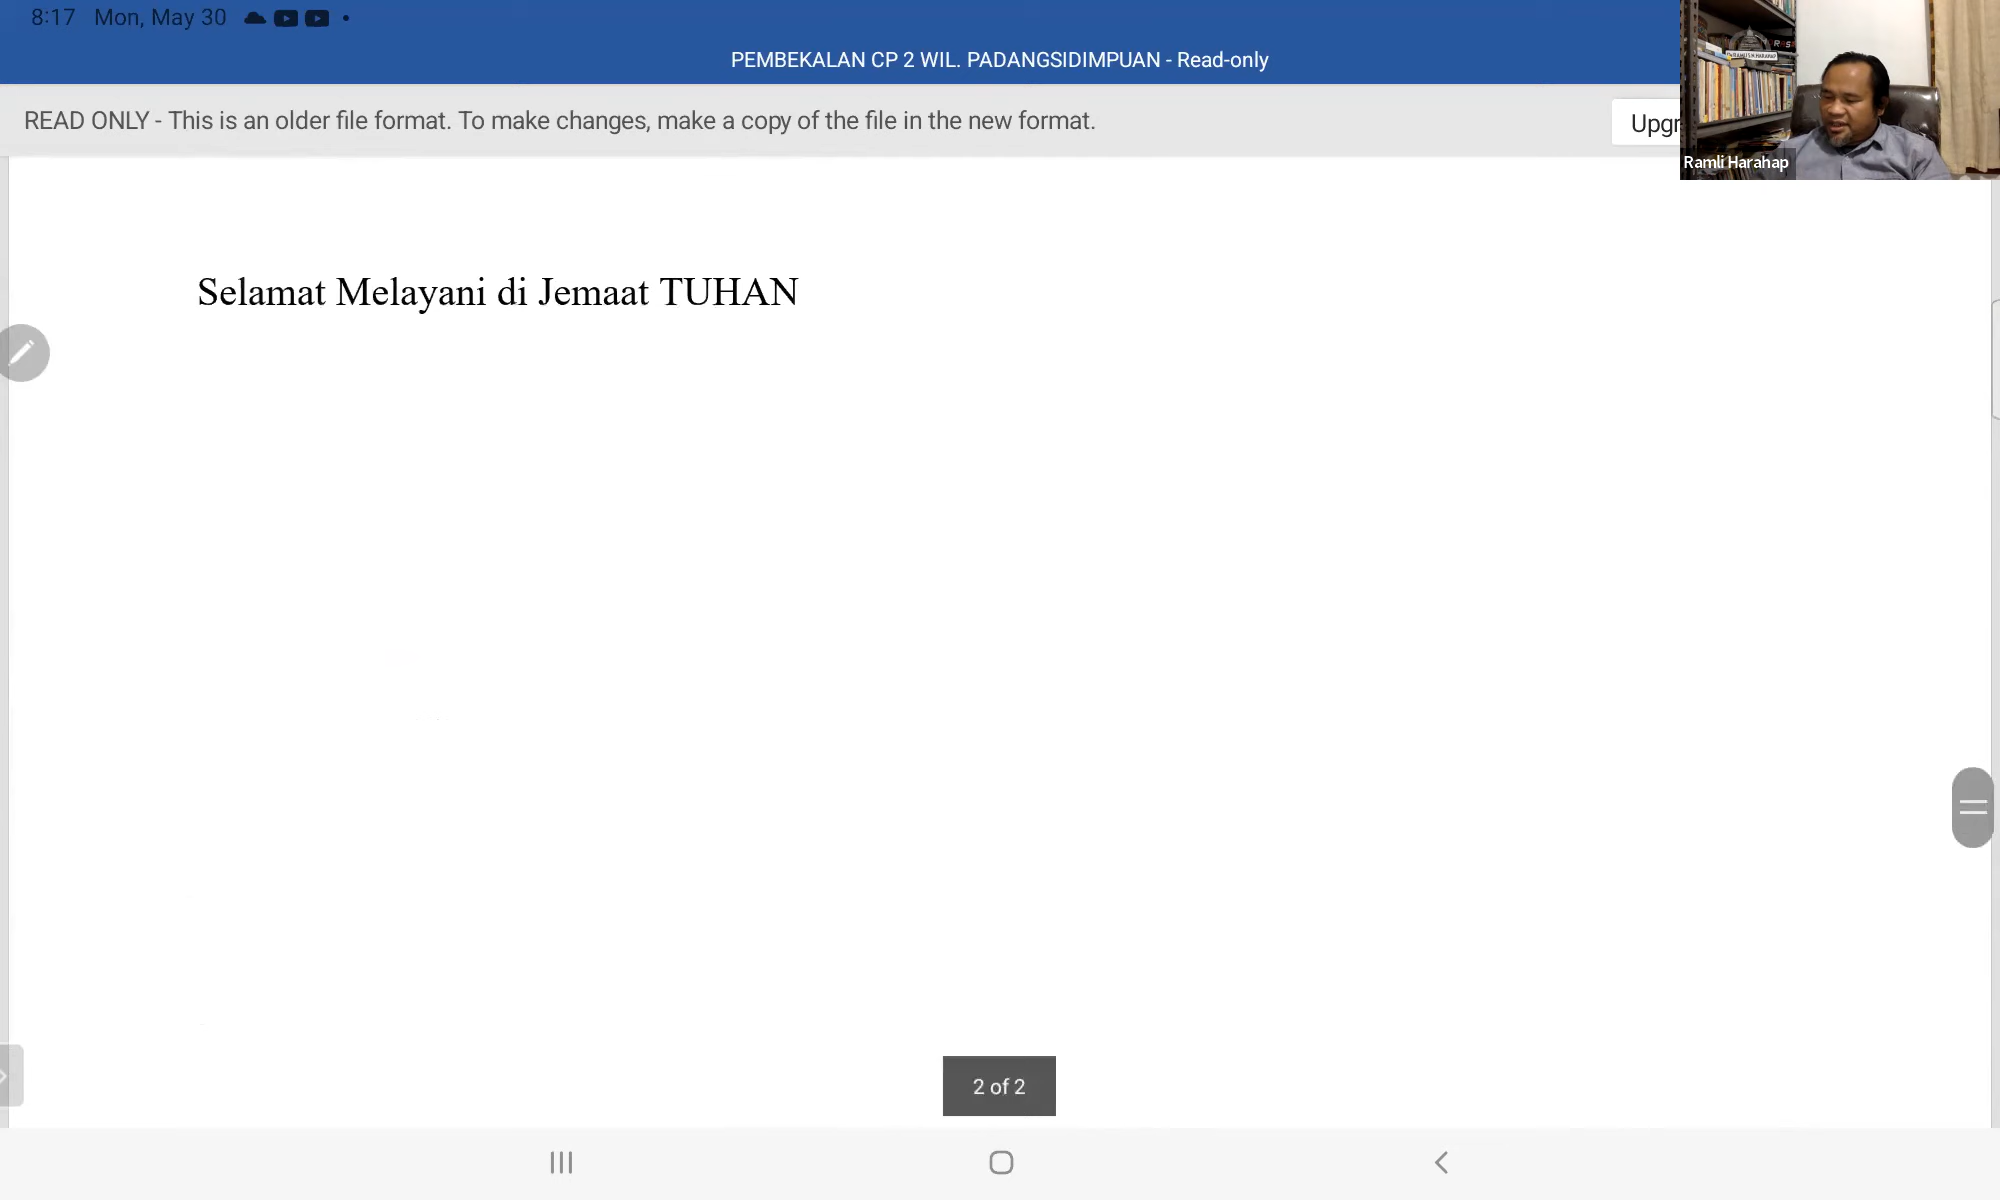 8:17 Mon, May 30
PEMBEKALAN CP 2 WIL. PADANGSIDIMPUAN - Read-only
READ ONLY - This is an older file format. To make changes, make a copy of the file in the new format.
Upgr
Ramli Harahap
Selamat Melayani di Jemaat TUHAN
2 of 2